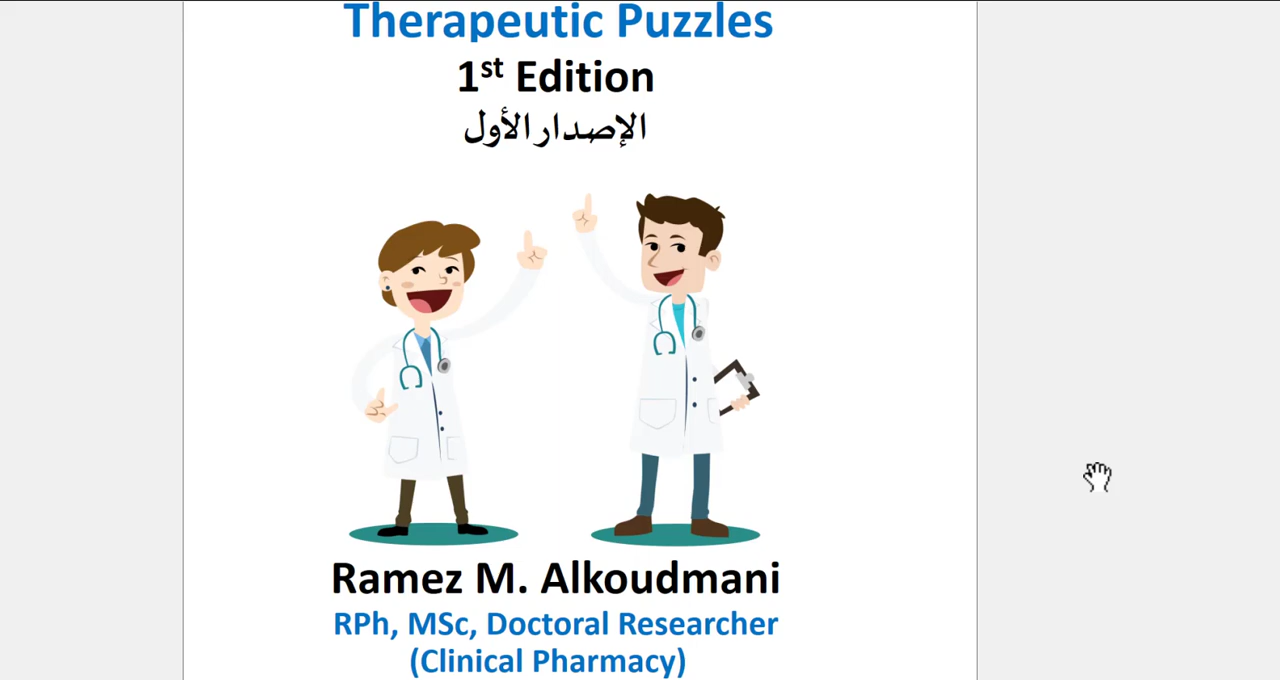 Therapeutic Puzzles
1st Edition
الإصدار الأول
Ramez M. Alkoudmani
RPh, MSc, Doctoral Researcher
(Clinical Pharmacy)